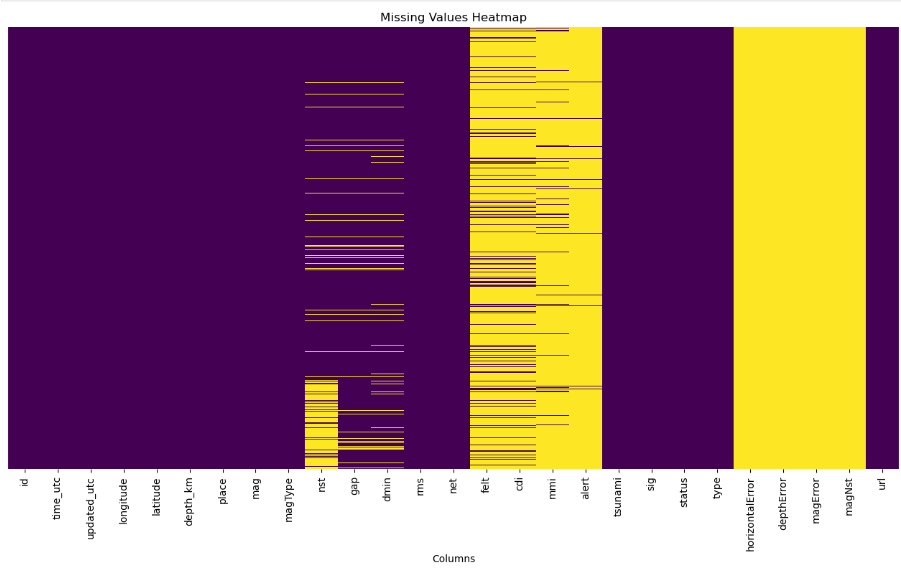 Missing Values Heatmap
id
time_utc
updated_utc
longitude
latitude
depth_km
place
mag
magType
nst
gap
dmin
rms
net
felt
cdi
mmi
alert
tsunami
sig
status
type
horizontalError
depthError
magError
magNst
url
Columns